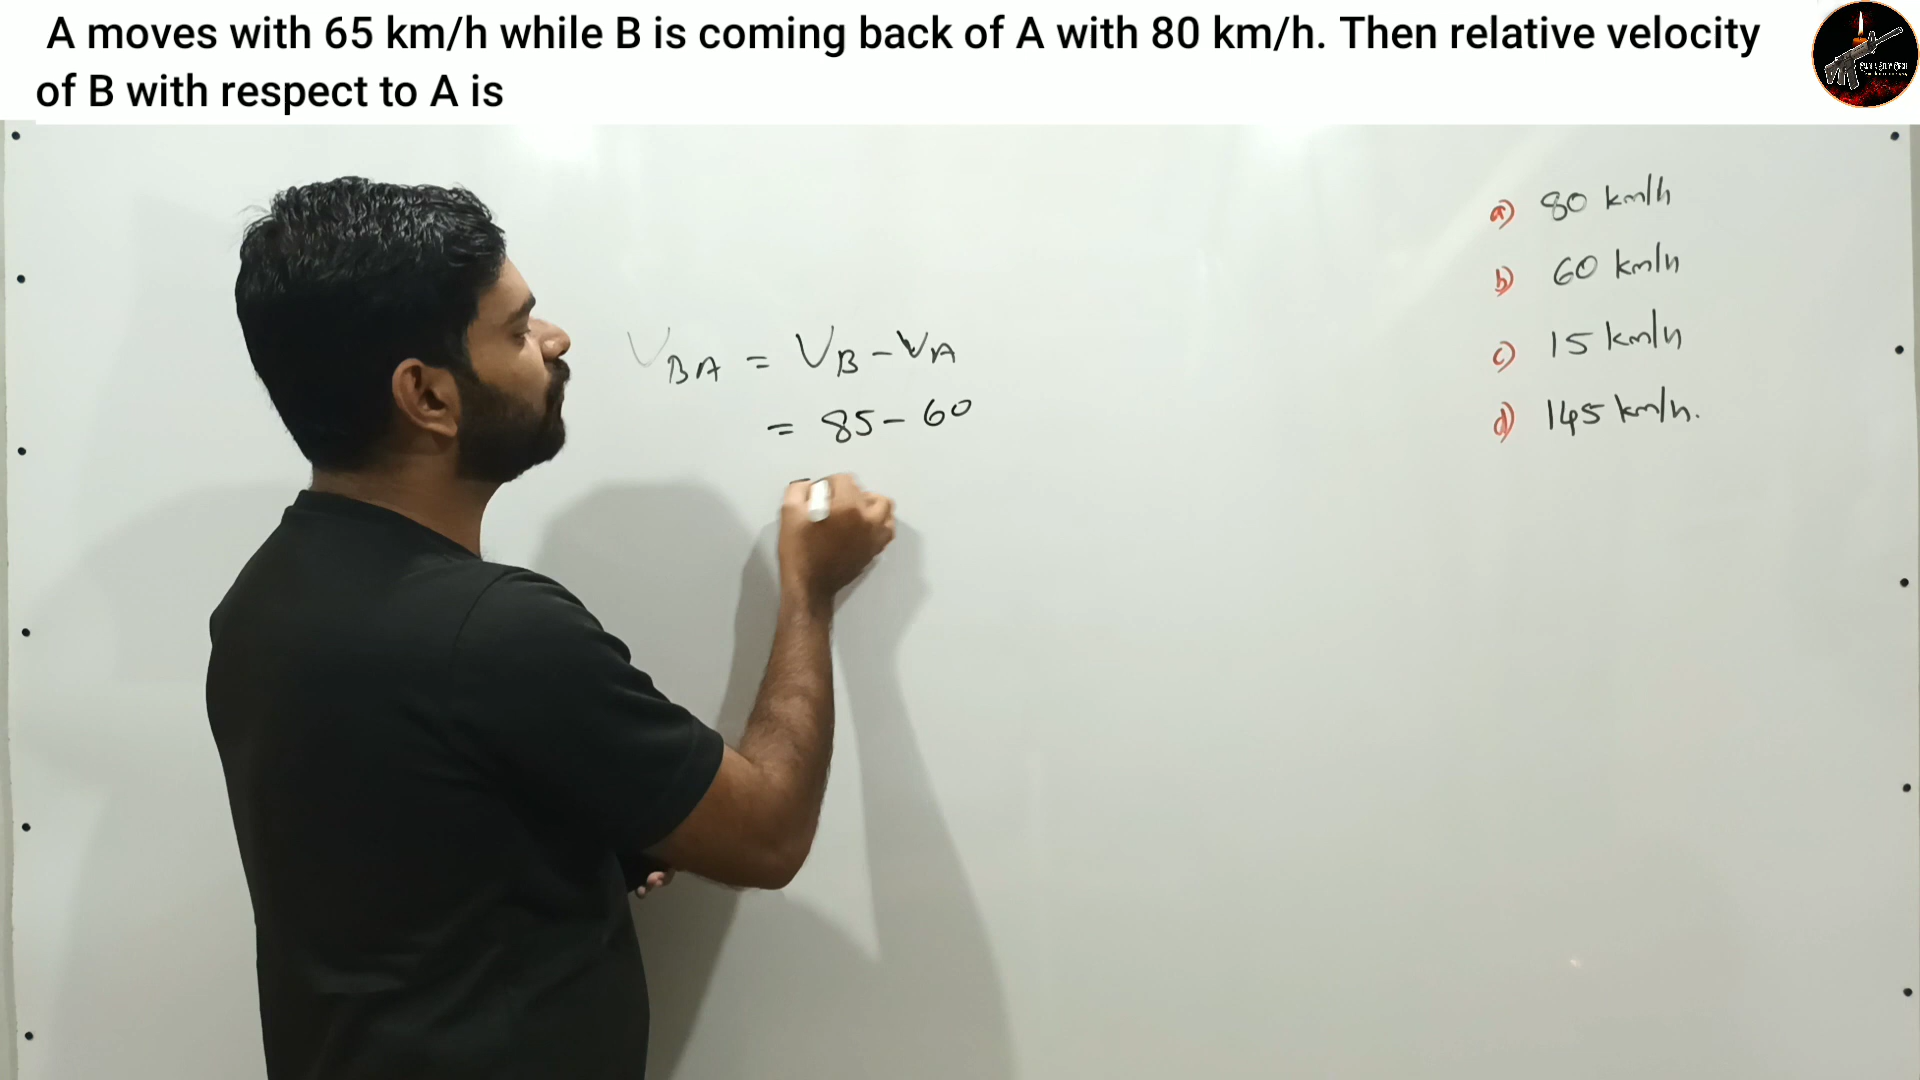 A moves with 65 km/h while B is coming back of A with 80 km/h. Then relative velocity
of B with respect to A is
a) 80 km/h
b) 60 km/h
c) 15 km/h
d) 145 km/h.
VBA = VB - VA
= 85 - 60
=